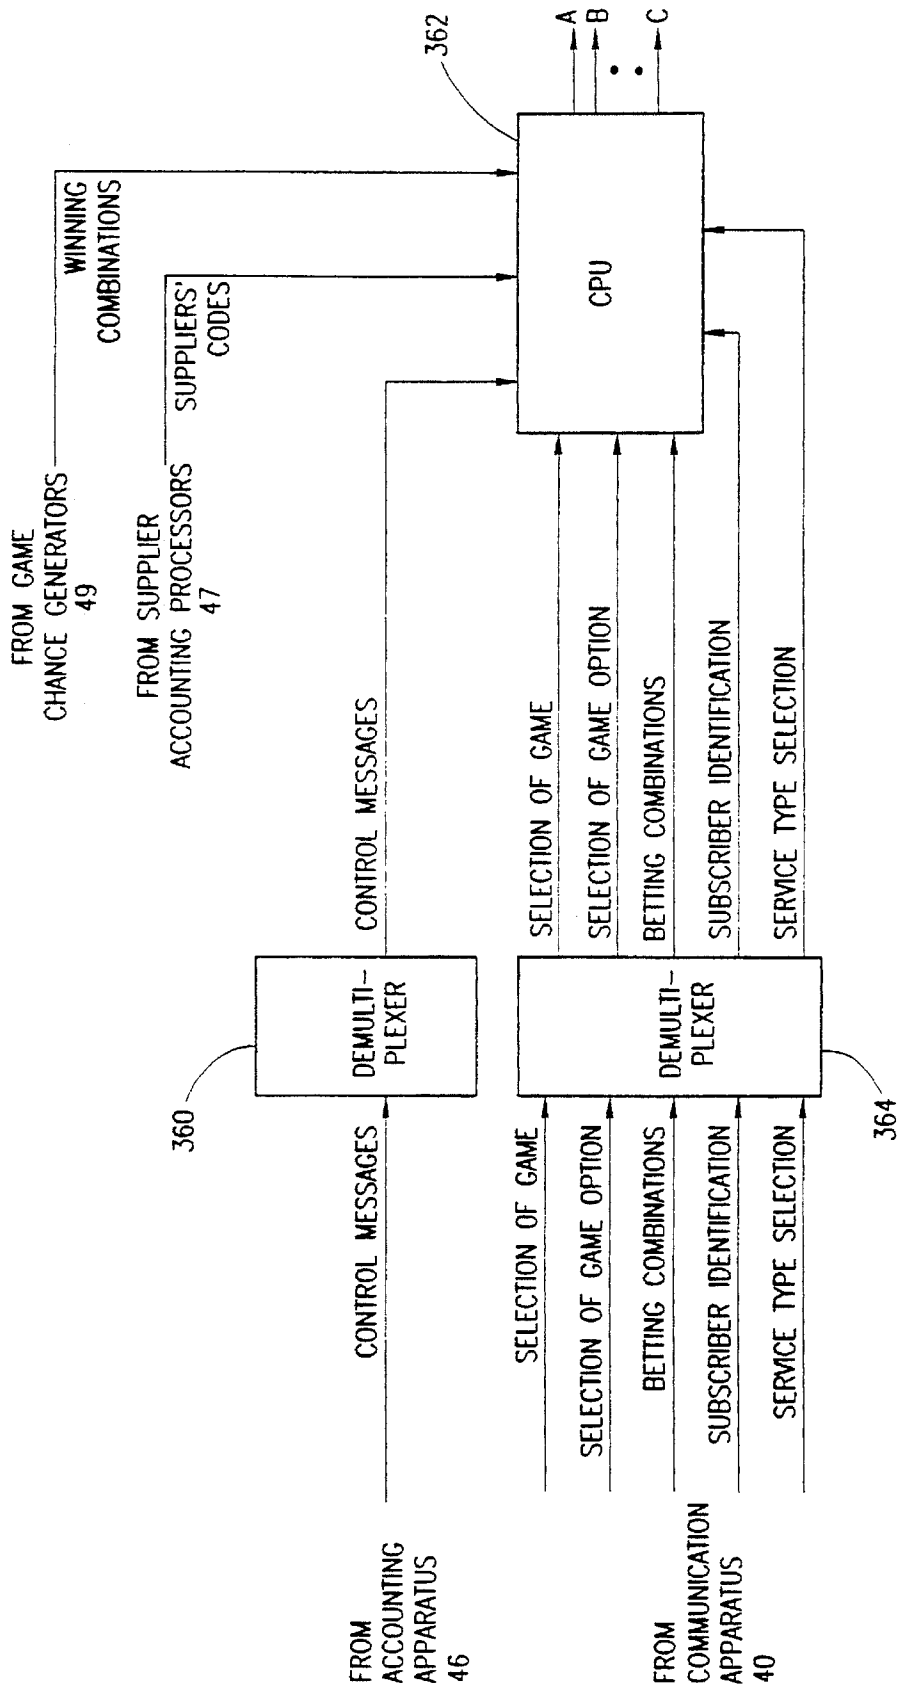 FROM GAME
CHANCE GENERATORS
49
WINNING
COMBINATIONS
FROM SUPPLIER
ACCOUNTING PROCESSORS
47
SUPPLIERS'
CODES
362
A
B
C
CPU
360
FROM
ACCOUNTING
APPARATUS
46
CONTROL MESSAGES
DEMULTI-
PLEXER
CONTROL MESSAGES
FROM
COMMUNICATION
APPARATUS
40
SELECTION OF GAME
SELECTION OF GAME OPTION
BETTING COMBINATIONS
SUBSCRIBER IDENTIFICATION
SERVICE TYPE SELECTION
DEMULTI-
PLEXER
364
SELECTION OF GAME
SELECTION OF GAME OPTION
BETTING COMBINATIONS
SUBSCRIBER IDENTIFICATION
SERVICE TYPE SELECTION